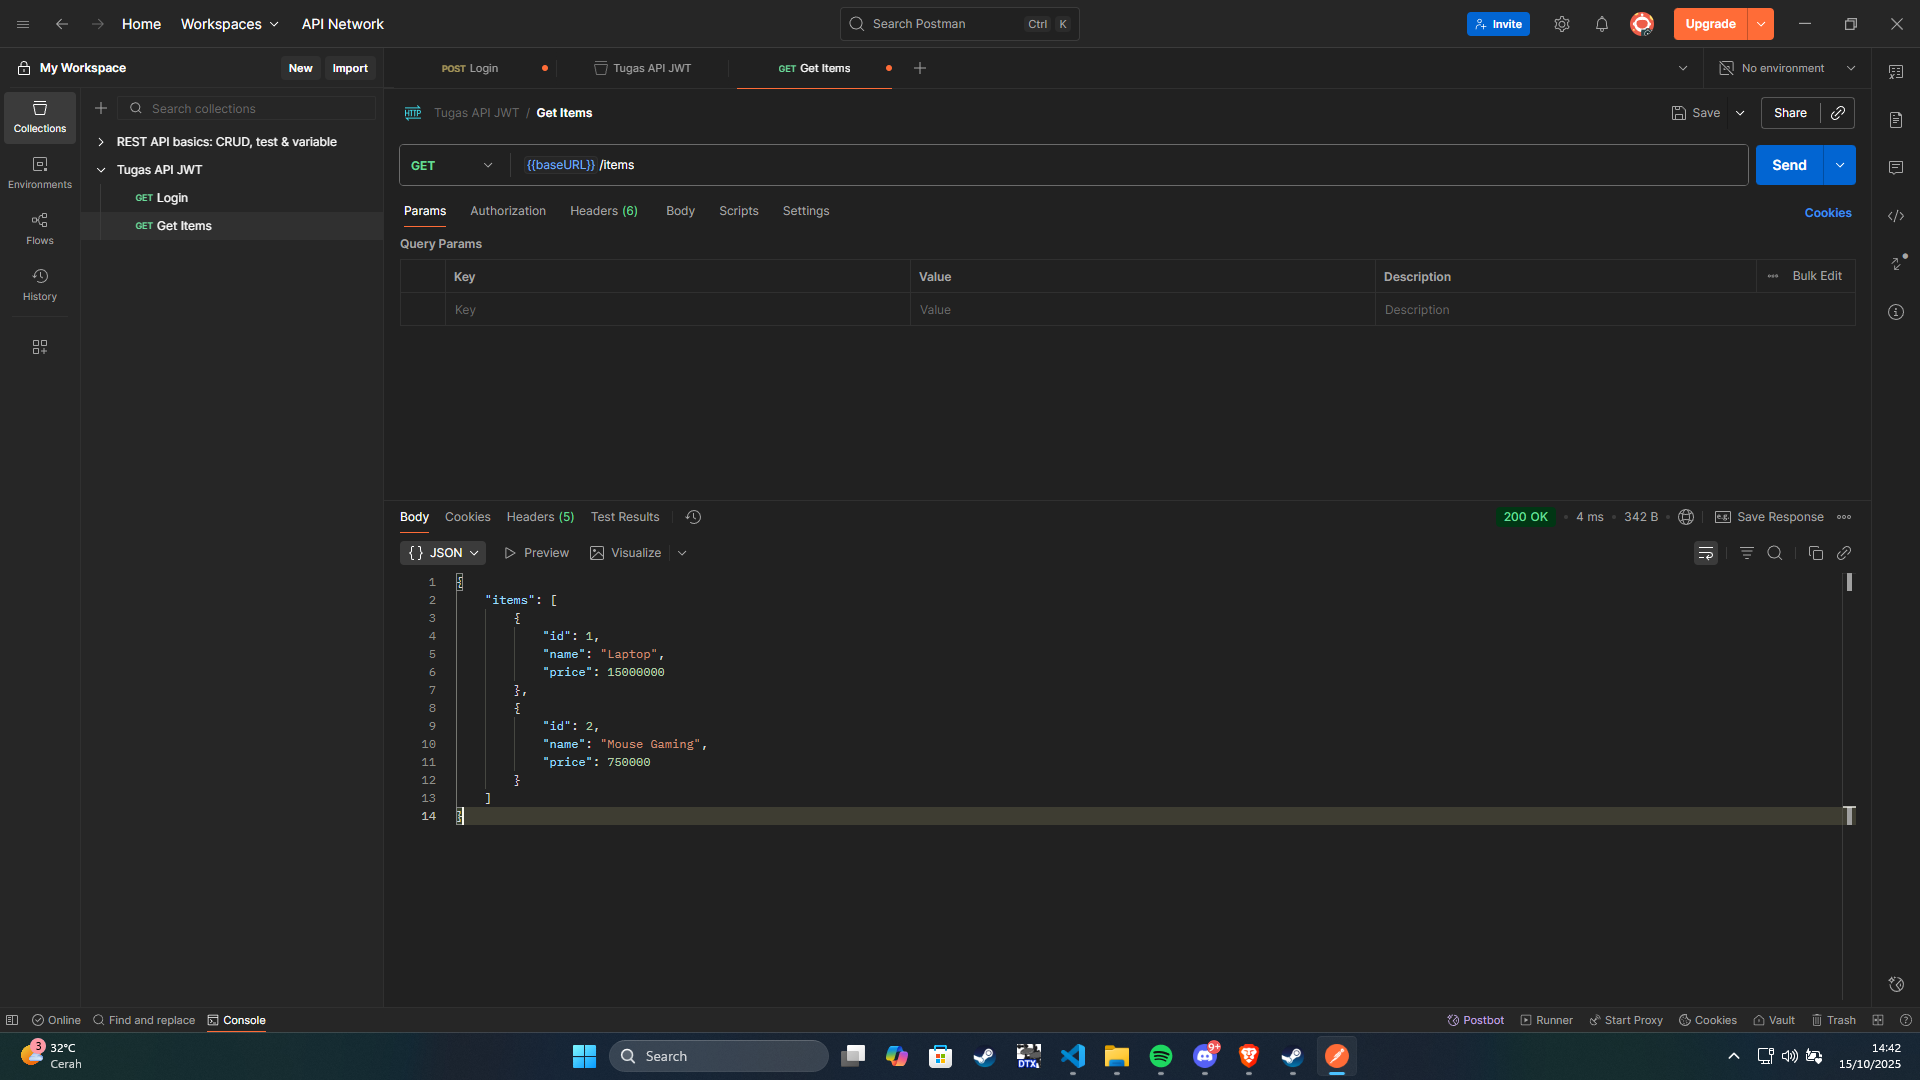 Home
Workspaces
API Network
Search Postman
Ctrl
K
Invite
Upgrade
My Workspace
New
Import
POST Login
Tugas API JWT
GET Get Items
No environment
Collections
Environments
Flows
History
Search collections
REST API basics: CRUD, test & variable
Tugas API JWT
GET Login
GET Get Items
HTTP
Tugas API JWT / Get Items
Save
Share
GET
{{baseURL}} /items
Send
Params
Authorization
Headers (6)
Body
Scripts
Settings
Cookies
Query Params
Key
Value
Description
Bulk Edit
Key
Value
Description
Body
Cookies
Headers (5)
Test Results
200 OK
4 ms
342 B
e.g.
Save Response
{} JSON
Preview
Visualize
1 {
2 "items": [
3 {
4 "id": 1,
5 "name": "Laptop",
6 "price": 15000000
7 },
8 {
9 "id": 2,
10 "name": "Mouse Gaming",
11 "price": 750000
12 }
13 ]
14 }
Online
Find and replace
Console
Postbot
Runner
Start Proxy
Cookies
Vault
Trash
3
32°C
Cerah
Search
DTX
9+
14:42
15/10/2025